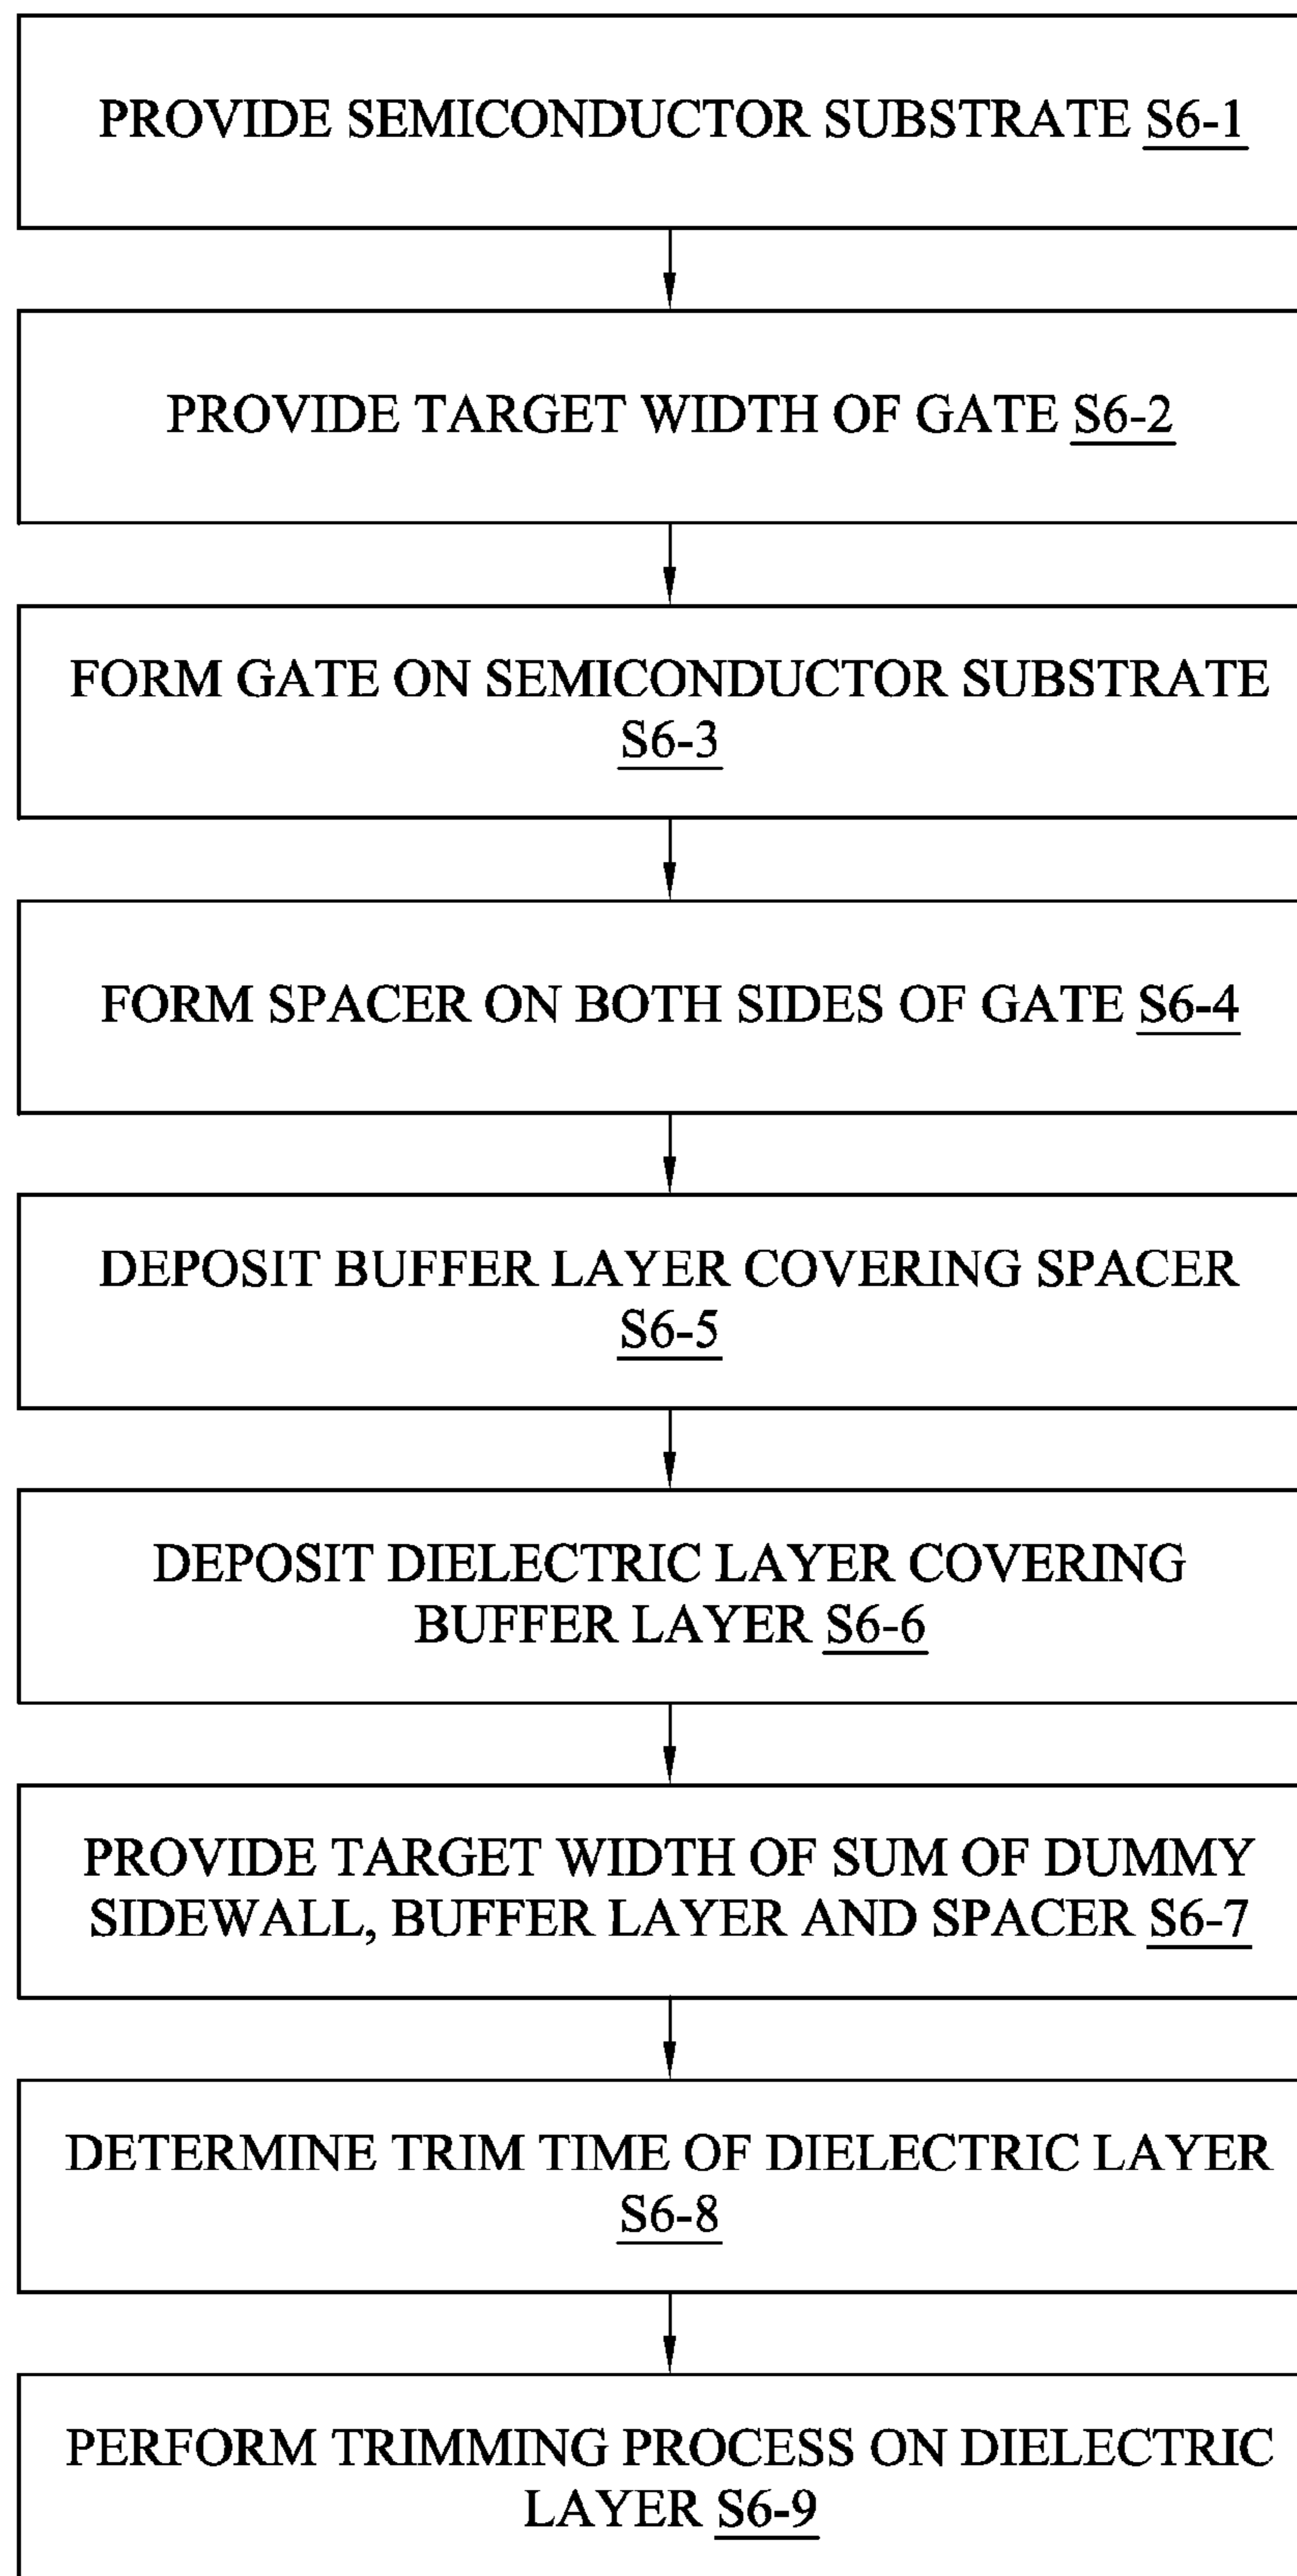 PROVIDE SEMICONDUCTOR SUBSTRATE S6-1
PROVIDE TARGET WIDTH OF GATE S6-2
FORM GATE ON SEMICONDUCTOR SUBSTRATE
S6-3
FORM SPACER ON BOTH SIDES OF GATE S6-4
DEPOSIT BUFFER LAYER COVERING SPACER
S6-5
DEPOSIT DIELECTRIC LAYER COVERING
BUFFER LAYER S6-6
PROVIDE TARGET WIDTH OF SUM OF DUMMY
SIDEWALL, BUFFER LAYER AND SPACER S6-7
DETERMINE TRIM TIME OF DIELECTRIC LAYER
S6-8
PERFORM TRIMMING PROCESS ON DIELECTRIC
LAYER S6-9